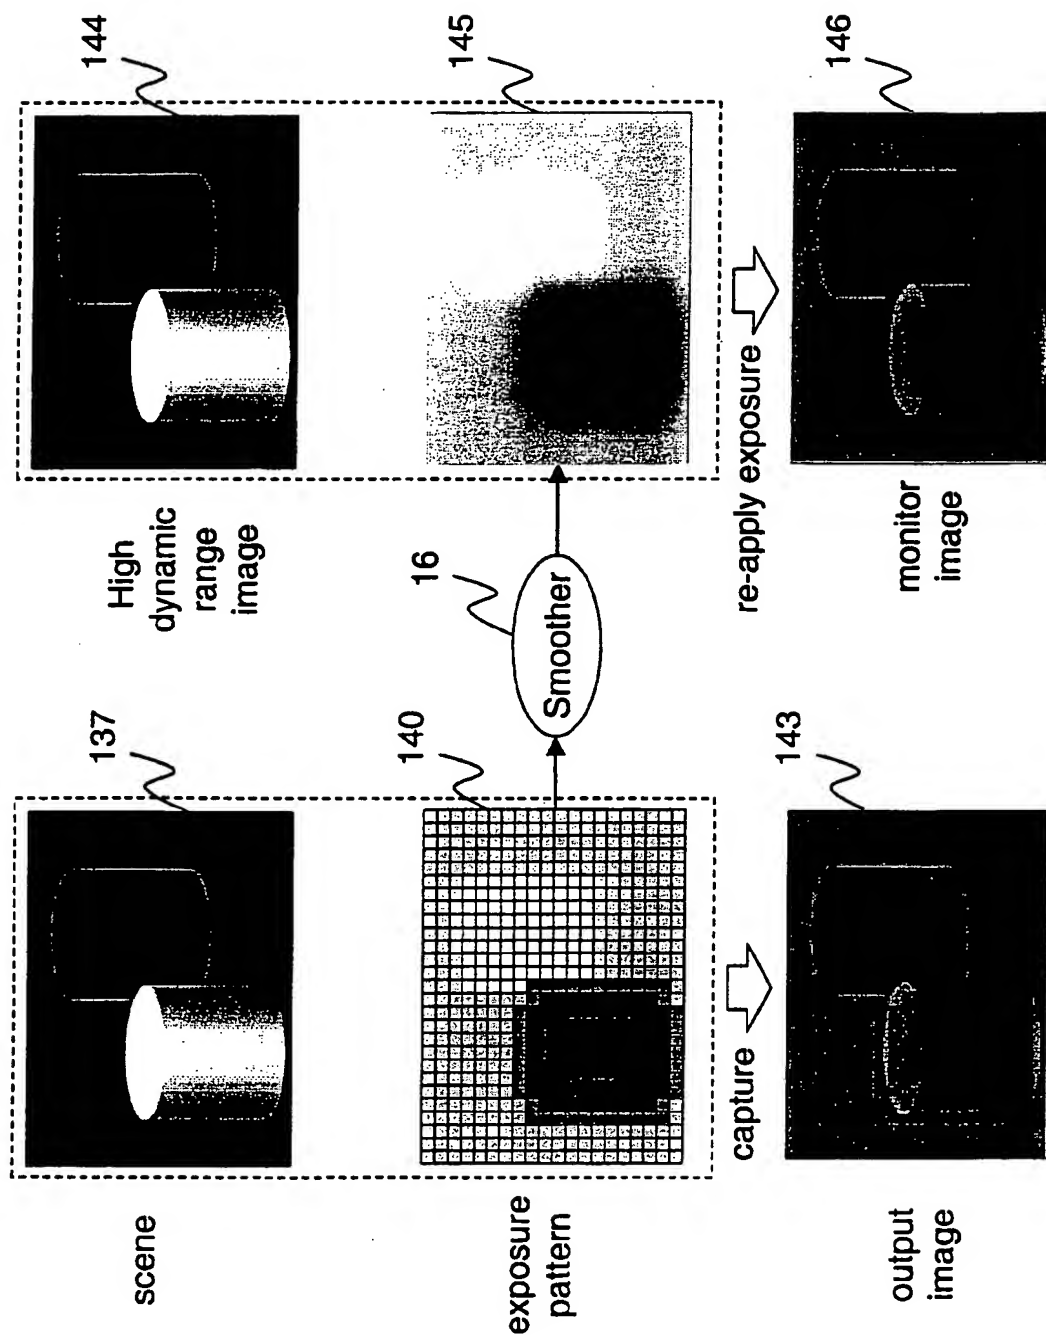 scene
137
exposure
pattern
140
capture
output
image
143
16
Smoother
High
dynamic
range
image
144
145
re-apply exposure
monitor
image
146